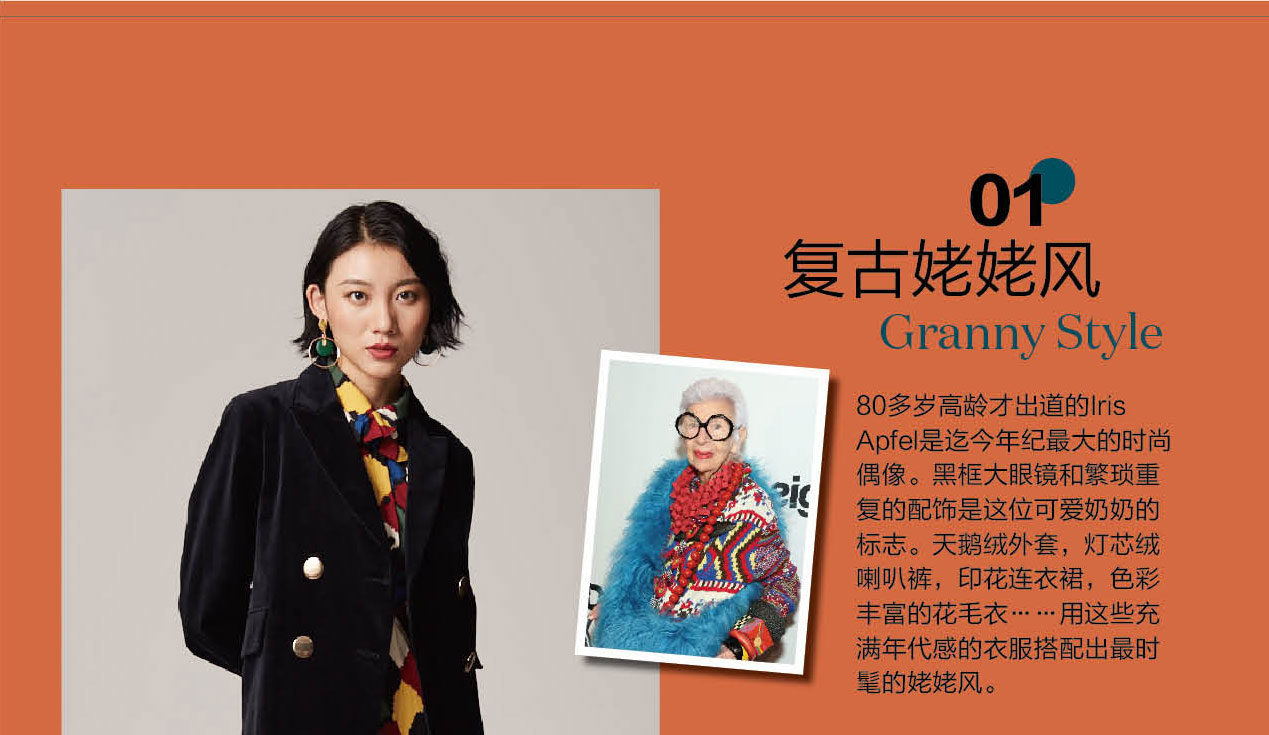 01
复古姥姥风
Granny Style
80多岁高龄才出道的Iris
Apfel是迄今年纪最大的时尚
偶像。黑框大眼镜和繁琐重
复的配饰是这位可爱奶奶的
标志。天鹅绒外套，灯芯绒
喇叭裤，印花连衣裙，色彩
丰富的花毛衣……用这些充
满年代感的衣服搭配出最时
髦的姥姥风。